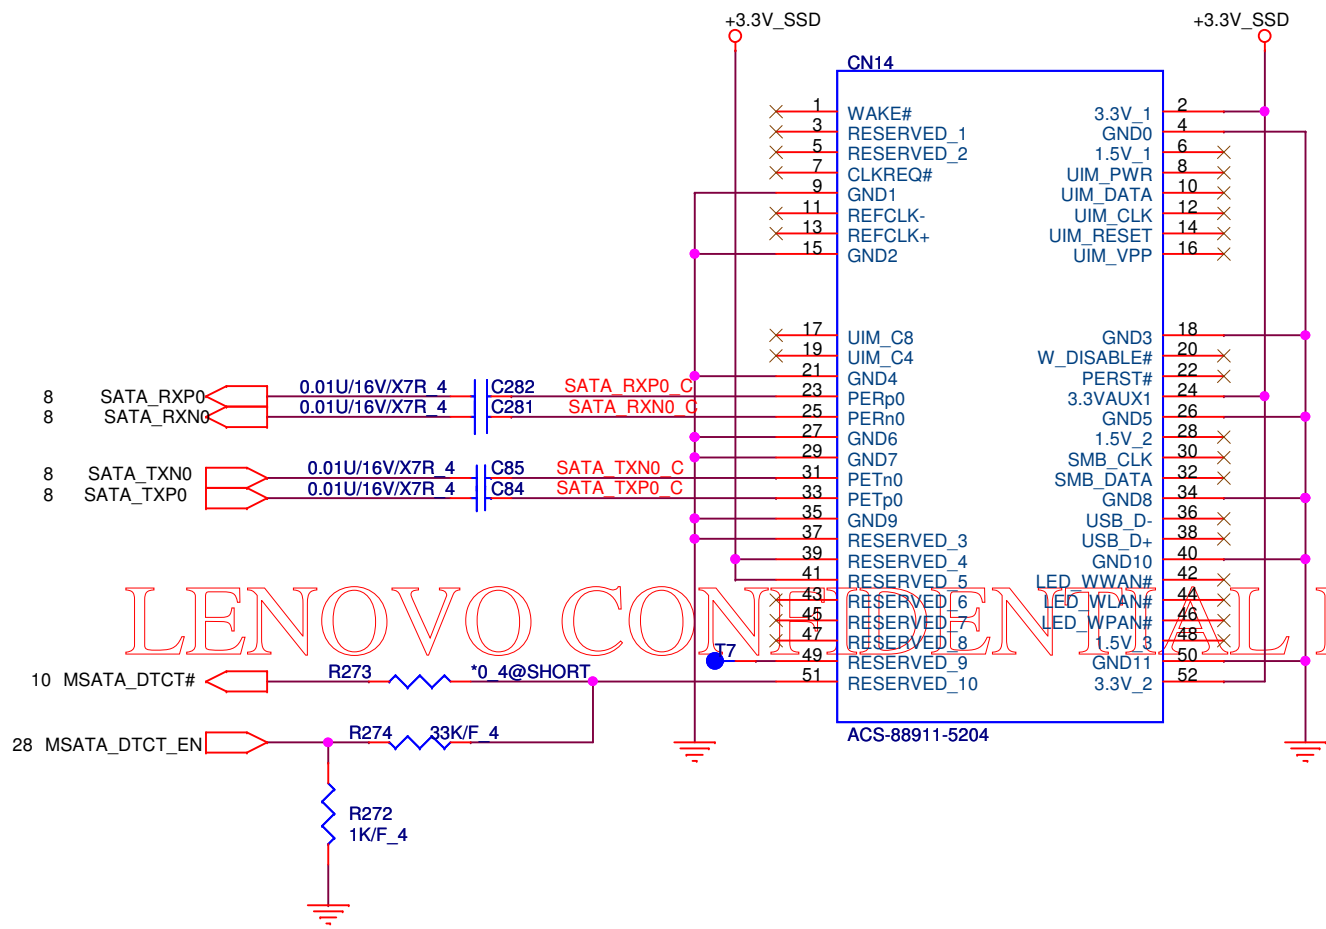 +3.3V_SSD +3.3V_SSD
CN14
1 WAKE# 3.3V_1 2
3 RESERVED_1 GND0 4
5 RESERVED_2 1.5V_1 6
7 CLKREQ# UIM_PWR 8
9 GND1 UIM_DATA 10
11 REFCLK- UIM_CLK 12
13 REFCLK+ UIM_RESET 14
15 GND2 UIM_VPP 16
17 UIM_C8 GND3 18
19 UIM_C4 W_DISABLE# 20
21 GND4 PERST# 22
8 SATA_RXP0 0.01U/16V/X7R_4 C282 SATA_RXP0_C 23 PERp0 3.3VAUX1 24
8 SATA_RXN0 0.01U/16V/X7R_4 C281 SATA_RXN0_C 25 PERn0 GND5 26
27 GND6 1.5V_2 28
29 GND7 SMB_CLK 30
8 SATA_TXN0 0.01U/16V/X7R_4 C85 SATA_TXN0_C 31 PETn0 SMB_DATA 32
8 SATA_TXP0 0.01U/16V/X7R_4 C84 SATA_TXP0_C 33 PETp0 GND8 34
35 GND9 USB_D- 36
37 RESERVED_3 USB_D+ 38
39 RESERVED_4 GND10 40
41 RESERVED_5 LED_WWAN# 42
43 RESERVED_6 LED_WLAN# 44
45 RESERVED_7 LED_WPAN# 46
47 RESERVED_8 1.5V_3 48
LENOVO CONFIDENTIAL
T7 49 RESERVED_9 GND11 50
10 MSATA_DTCT# R273 *0_4@SHORT 51 RESERVED_10 3.3V_2 52
28 MSATA_DTCT_EN R274 33K/F_4 ACS-88911-5204
R272
1K/F_4